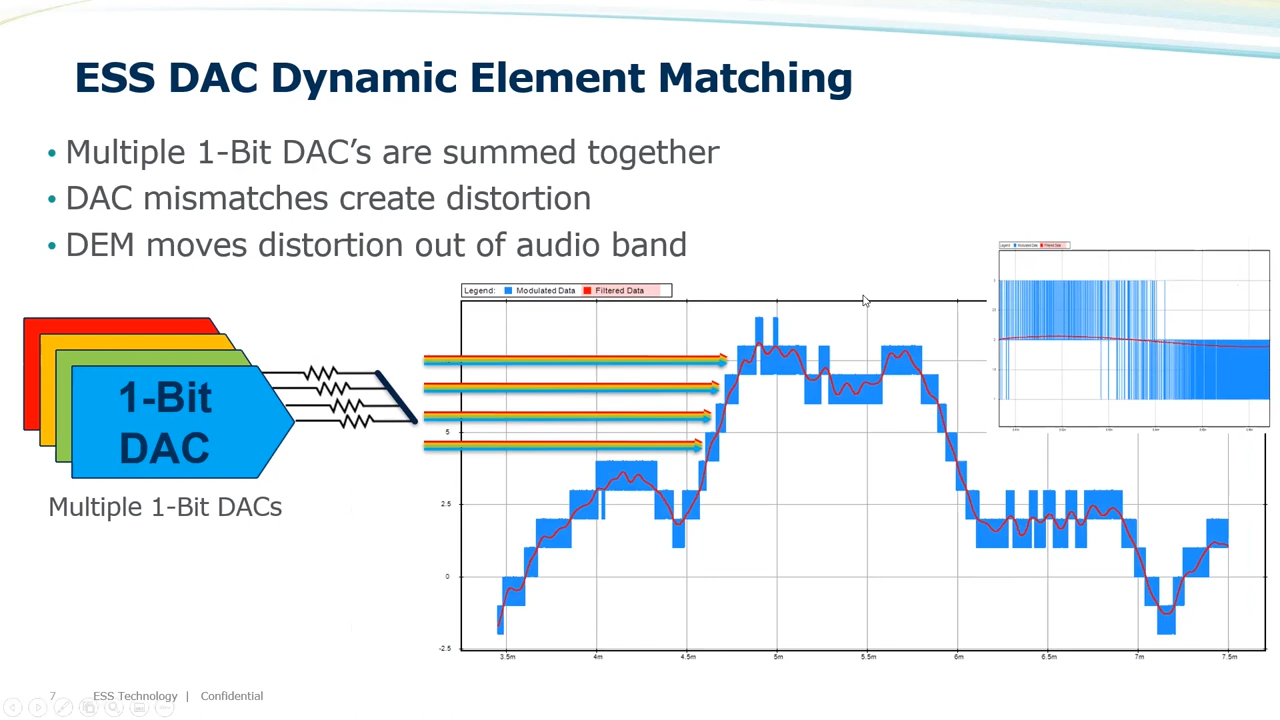 ESS DAC Dynamic Element Matching
• Multiple 1-Bit DAC’s are summed together
• DAC mismatches create distortion
• DEM moves distortion out of audio band
Legend: Modulated Data Filtered Data
1-Bit
DAC
Multiple 1-Bit DACs
5
2.5
0
-2.5
3.5m 4m 4.5m 5m 5.5m 6m 6.5m 7m 7.5m
7 ESS Technology | Confidential